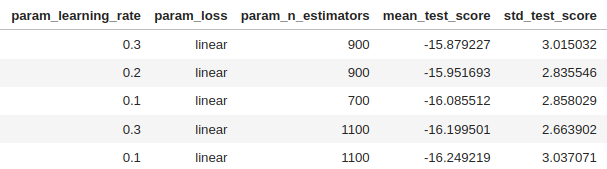 param_learning_rate param_loss param_n_estimators mean_test_score std_test_score
0.3 linear 900 -15.879227 3.015032
0.2 linear 900 -15.951693 2.835546
0.1 linear 700 -16.085512 2.858029
0.3 linear 1100 -16.199501 2.663902
0.1 linear 1100 -16.249219 3.037071